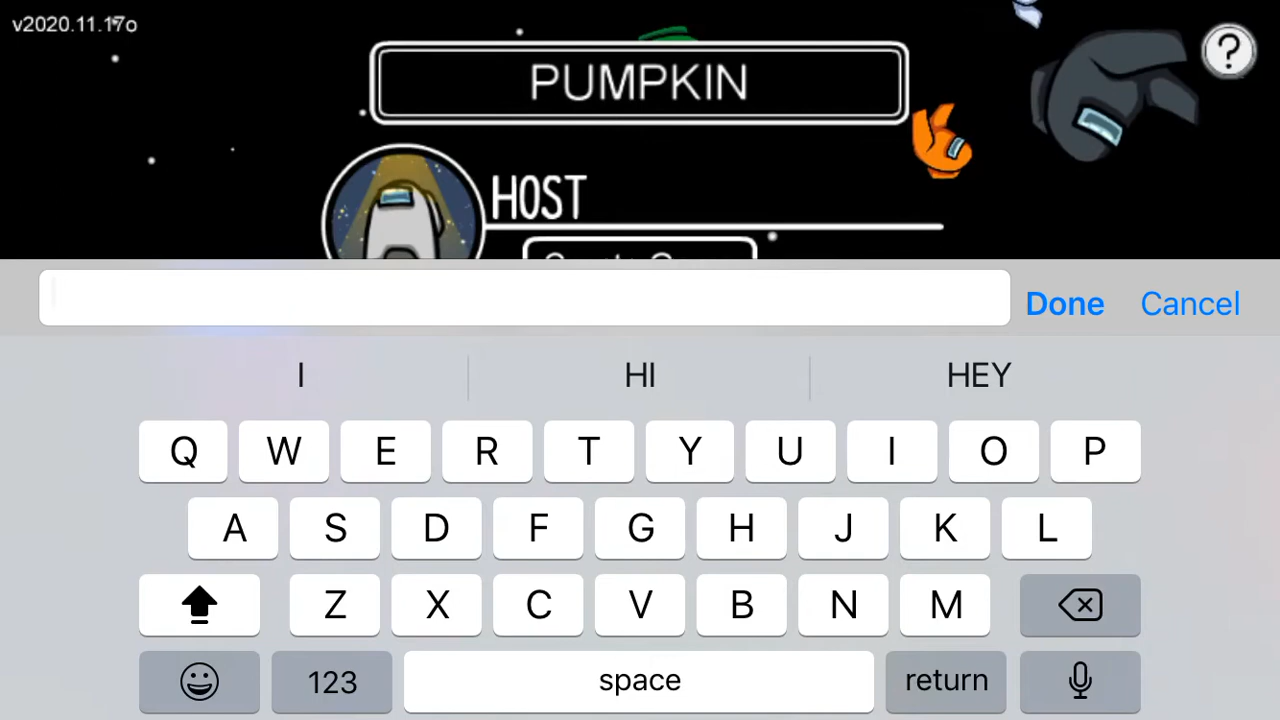 v2020.11.17o
PUMPKIN
?
HOST
Done Cancel
I HI HEY
Q W E R T Y U I O P
A S D F G H J K L
Z X C V B N M
123 space return